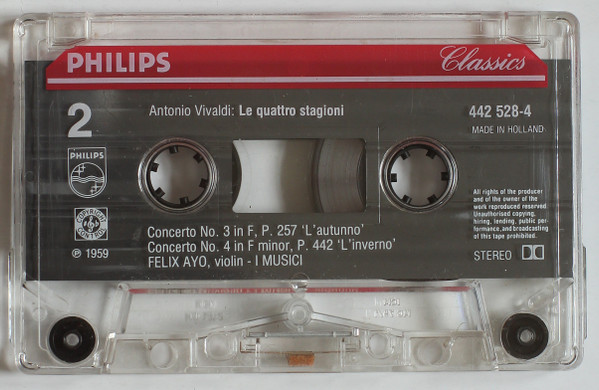 PHILIPS Classics
2 Antonio Vivaldi: Le quattro stagioni 442 528-4
MADE IN HOLLAND
PHILIPS
COPYRIGHT
CONTROL
℗ 1959
Concerto No. 3 in F, P. 257 'L'autunno'
Concerto No. 4 in F minor, P. 442 'L'inverno'
FELIX AYO, violin - I MUSICI
All rights of the producer
and of the owner of the
work reproduced reserved.
Unauthorised copying,
hiring, lending, public per-
formance, and broadcasting
of this tape prohibited.
STEREO